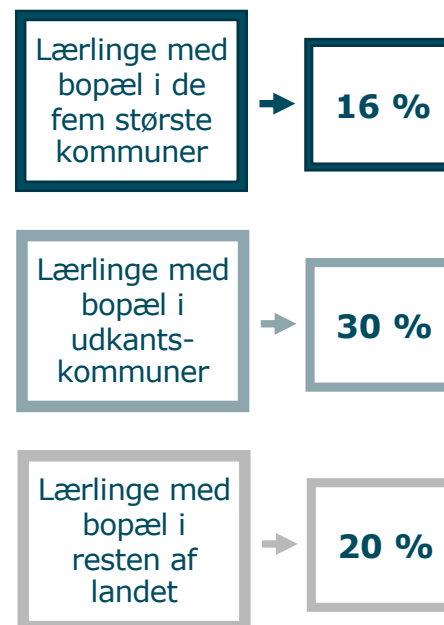 Lærlinge med
bopæl i de
fem største
kommuner
16 %
Lærlinge med
bopæl i
udkants-
kommuner
30 %
Lærlinge med
bopæl i
resten af
landet
20 %